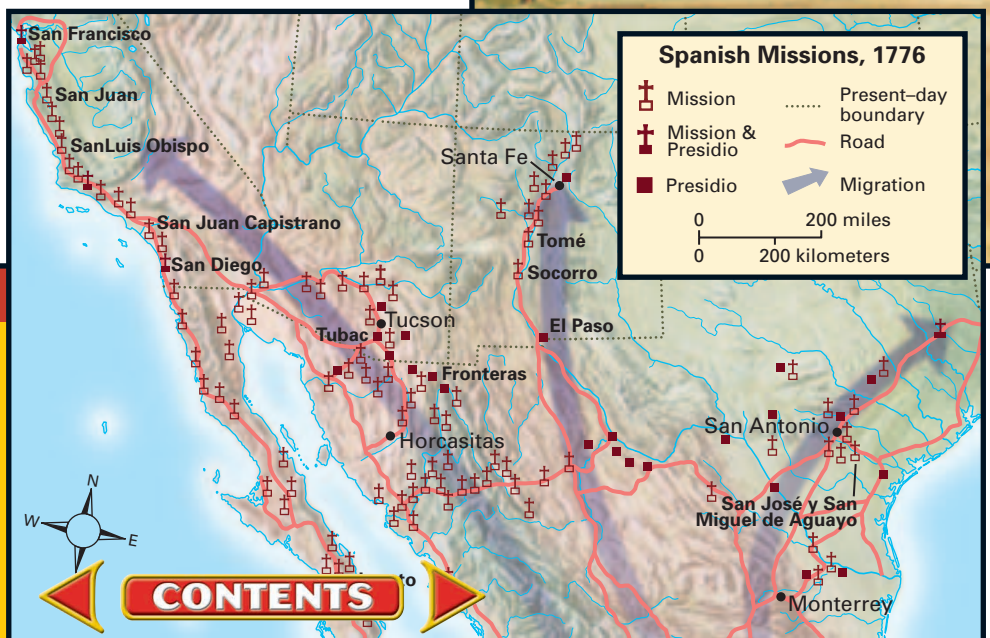 San Francisco
San Juan
SanLuis Obispo
San Juan Capistrano
San Diego
Tubac
Tucson
Fronteras
Horcasitas
Santa Fe
Tomé
Socorro
El Paso
San Antonio
San José y San
Miguel de Aguayo
Monterrey
Spanish Missions, 1776
Mission
Mission &
Presidio
Presidio
Present–day
boundary
Road
Migration
0 200 miles
0 200 kilometers
N
W
E
S
to
CONTENTS